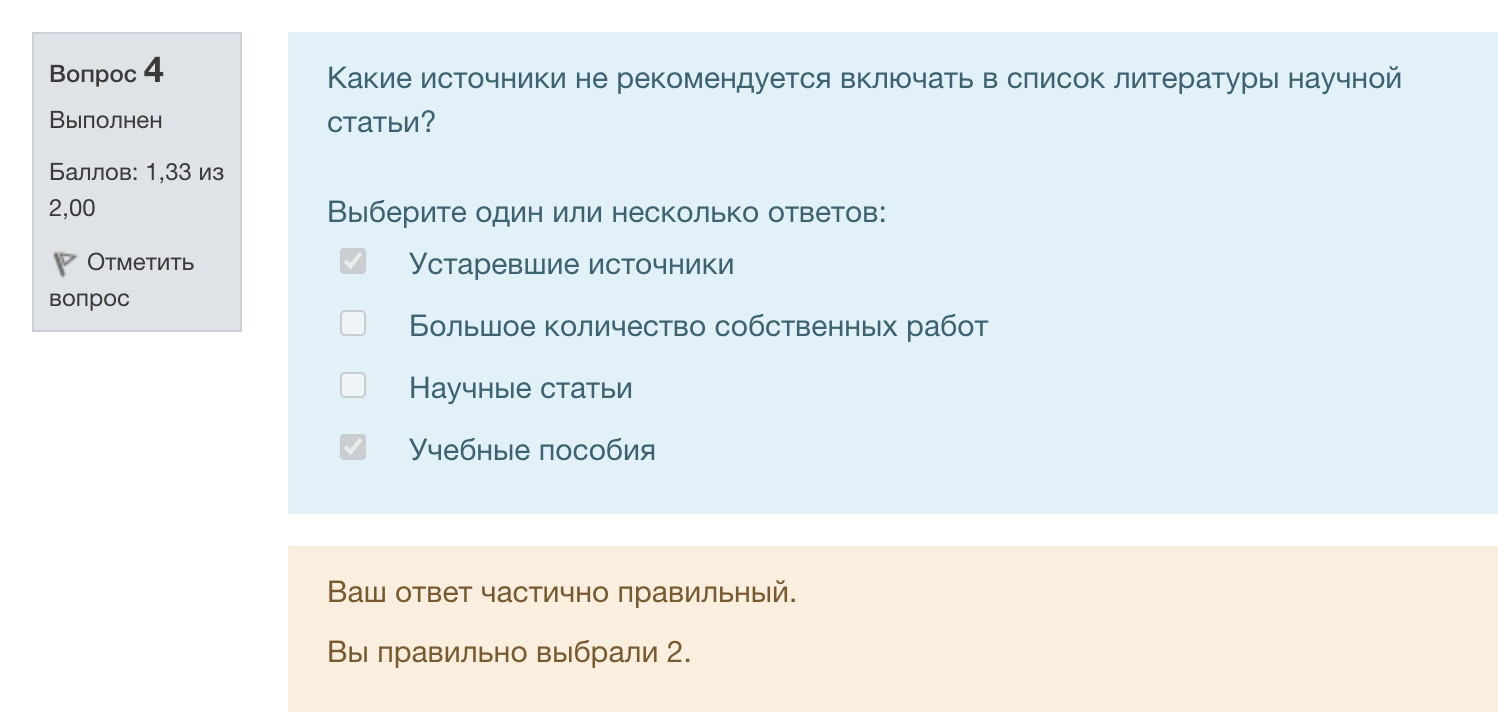 Вопрос 4
Выполнен
Баллов: 1,33 из
2,00
Отметить
вопрос
Какие источники не рекомендуется включать в список литературы научной
статьи?
Выберите один или несколько ответов:
Устаревшие источники
Большое количество собственных работ
Научные статьи
Учебные пособия
Ваш ответ частично правильный.
Вы правильно выбрали 2.